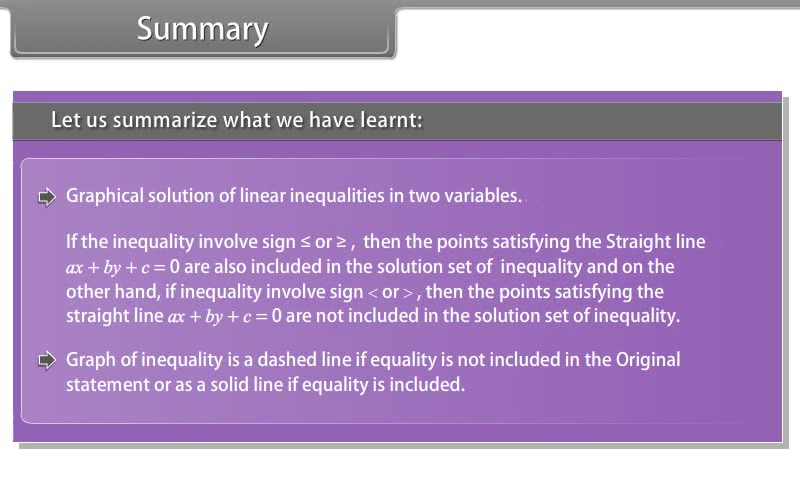 Summary
Let us summarize what we have learnt:
Graphical solution of linear inequalities in two variables.
If the inequality involve sign ≤ or ≥ , then the points satisfying the Straight line
ax + by + c = 0 are also included in the solution set of inequality and on the
other hand, if inequality involve sign < or > , then the points satisfying the
straight line ax + by + c = 0 are not included in the solution set of inequality.
Graph of inequality is a dashed line if equality is not included in the Original
statement or as a solid line if equality is included.